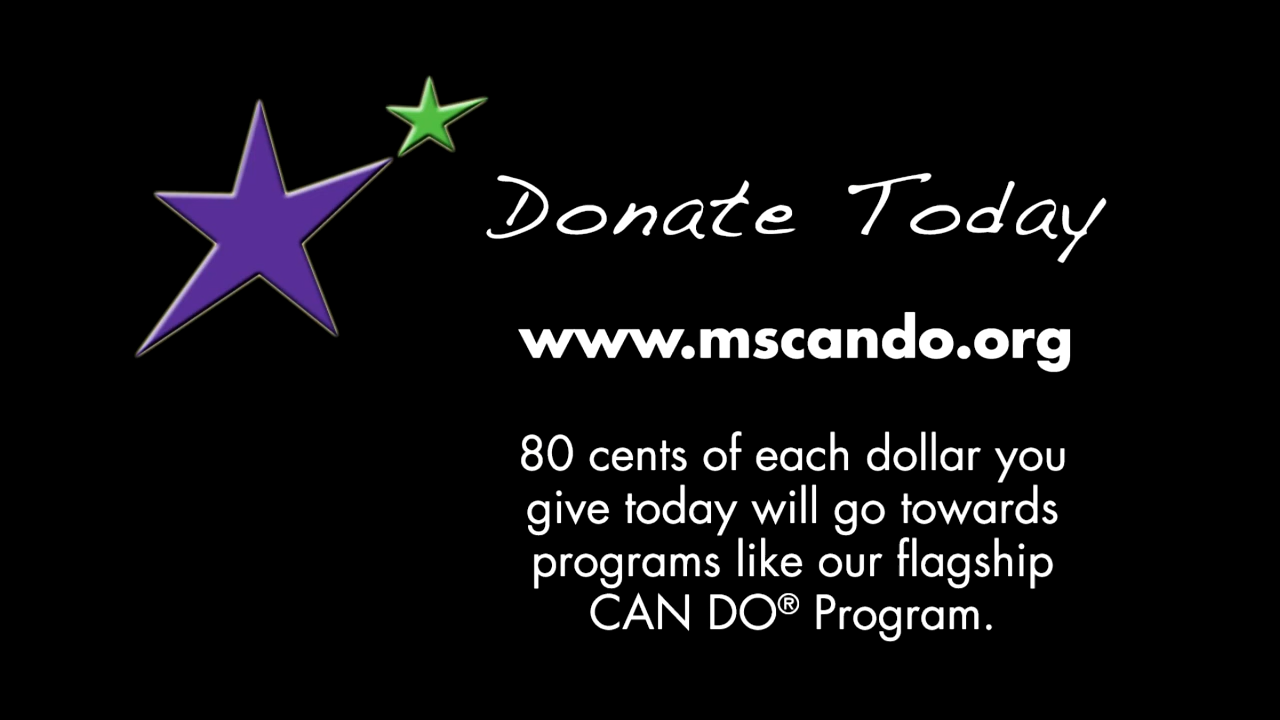 Donate Today
www.mscando.org
80 cents of each dollar you
give today will go towards
programs like our flagship
CAN DO® Program.